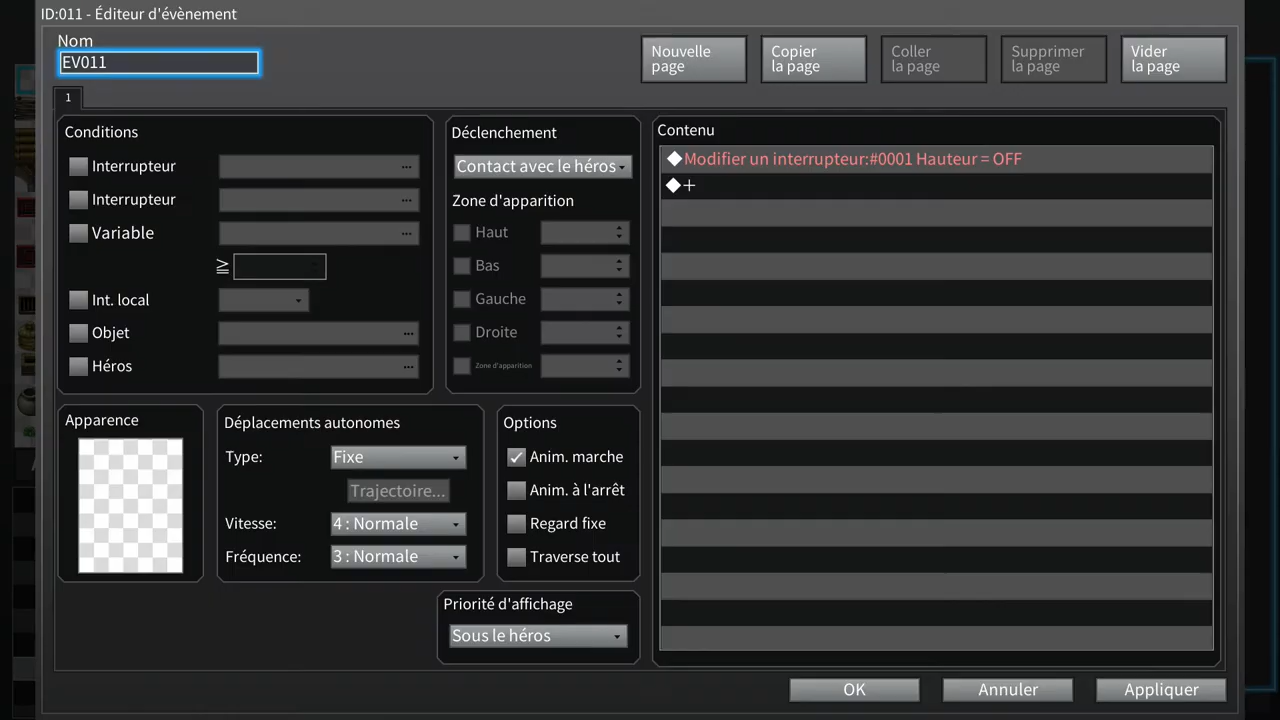 ID:011 - Éditeur d'évènement
Nom
EV011
Nouvelle
page
Copier
la page
Coller
la page
Supprimer
la page
Vider
la page
1
Conditions
Interrupteur
...
Interrupteur
...
Variable
...
≧
Int. local
Objet
...
Héros
...
Déclenchement
Contact avec le héros
Zone d'apparition
Haut
Bas
Gauche
Droite
Zone d'apparition
Contenu
◆Modifier un interrupteur:#0001 Hauteur = OFF
◆+
Apparence
Déplacements autonomes
Type:
Fixe
Trajectoire...
Vitesse:
4 : Normale
Fréquence:
3 : Normale
Options
Anim. marche
Anim. à l'arrêt
Regard fixe
Traverse tout
Priorité d'affichage
Sous le héros
OK
Annuler
Appliquer